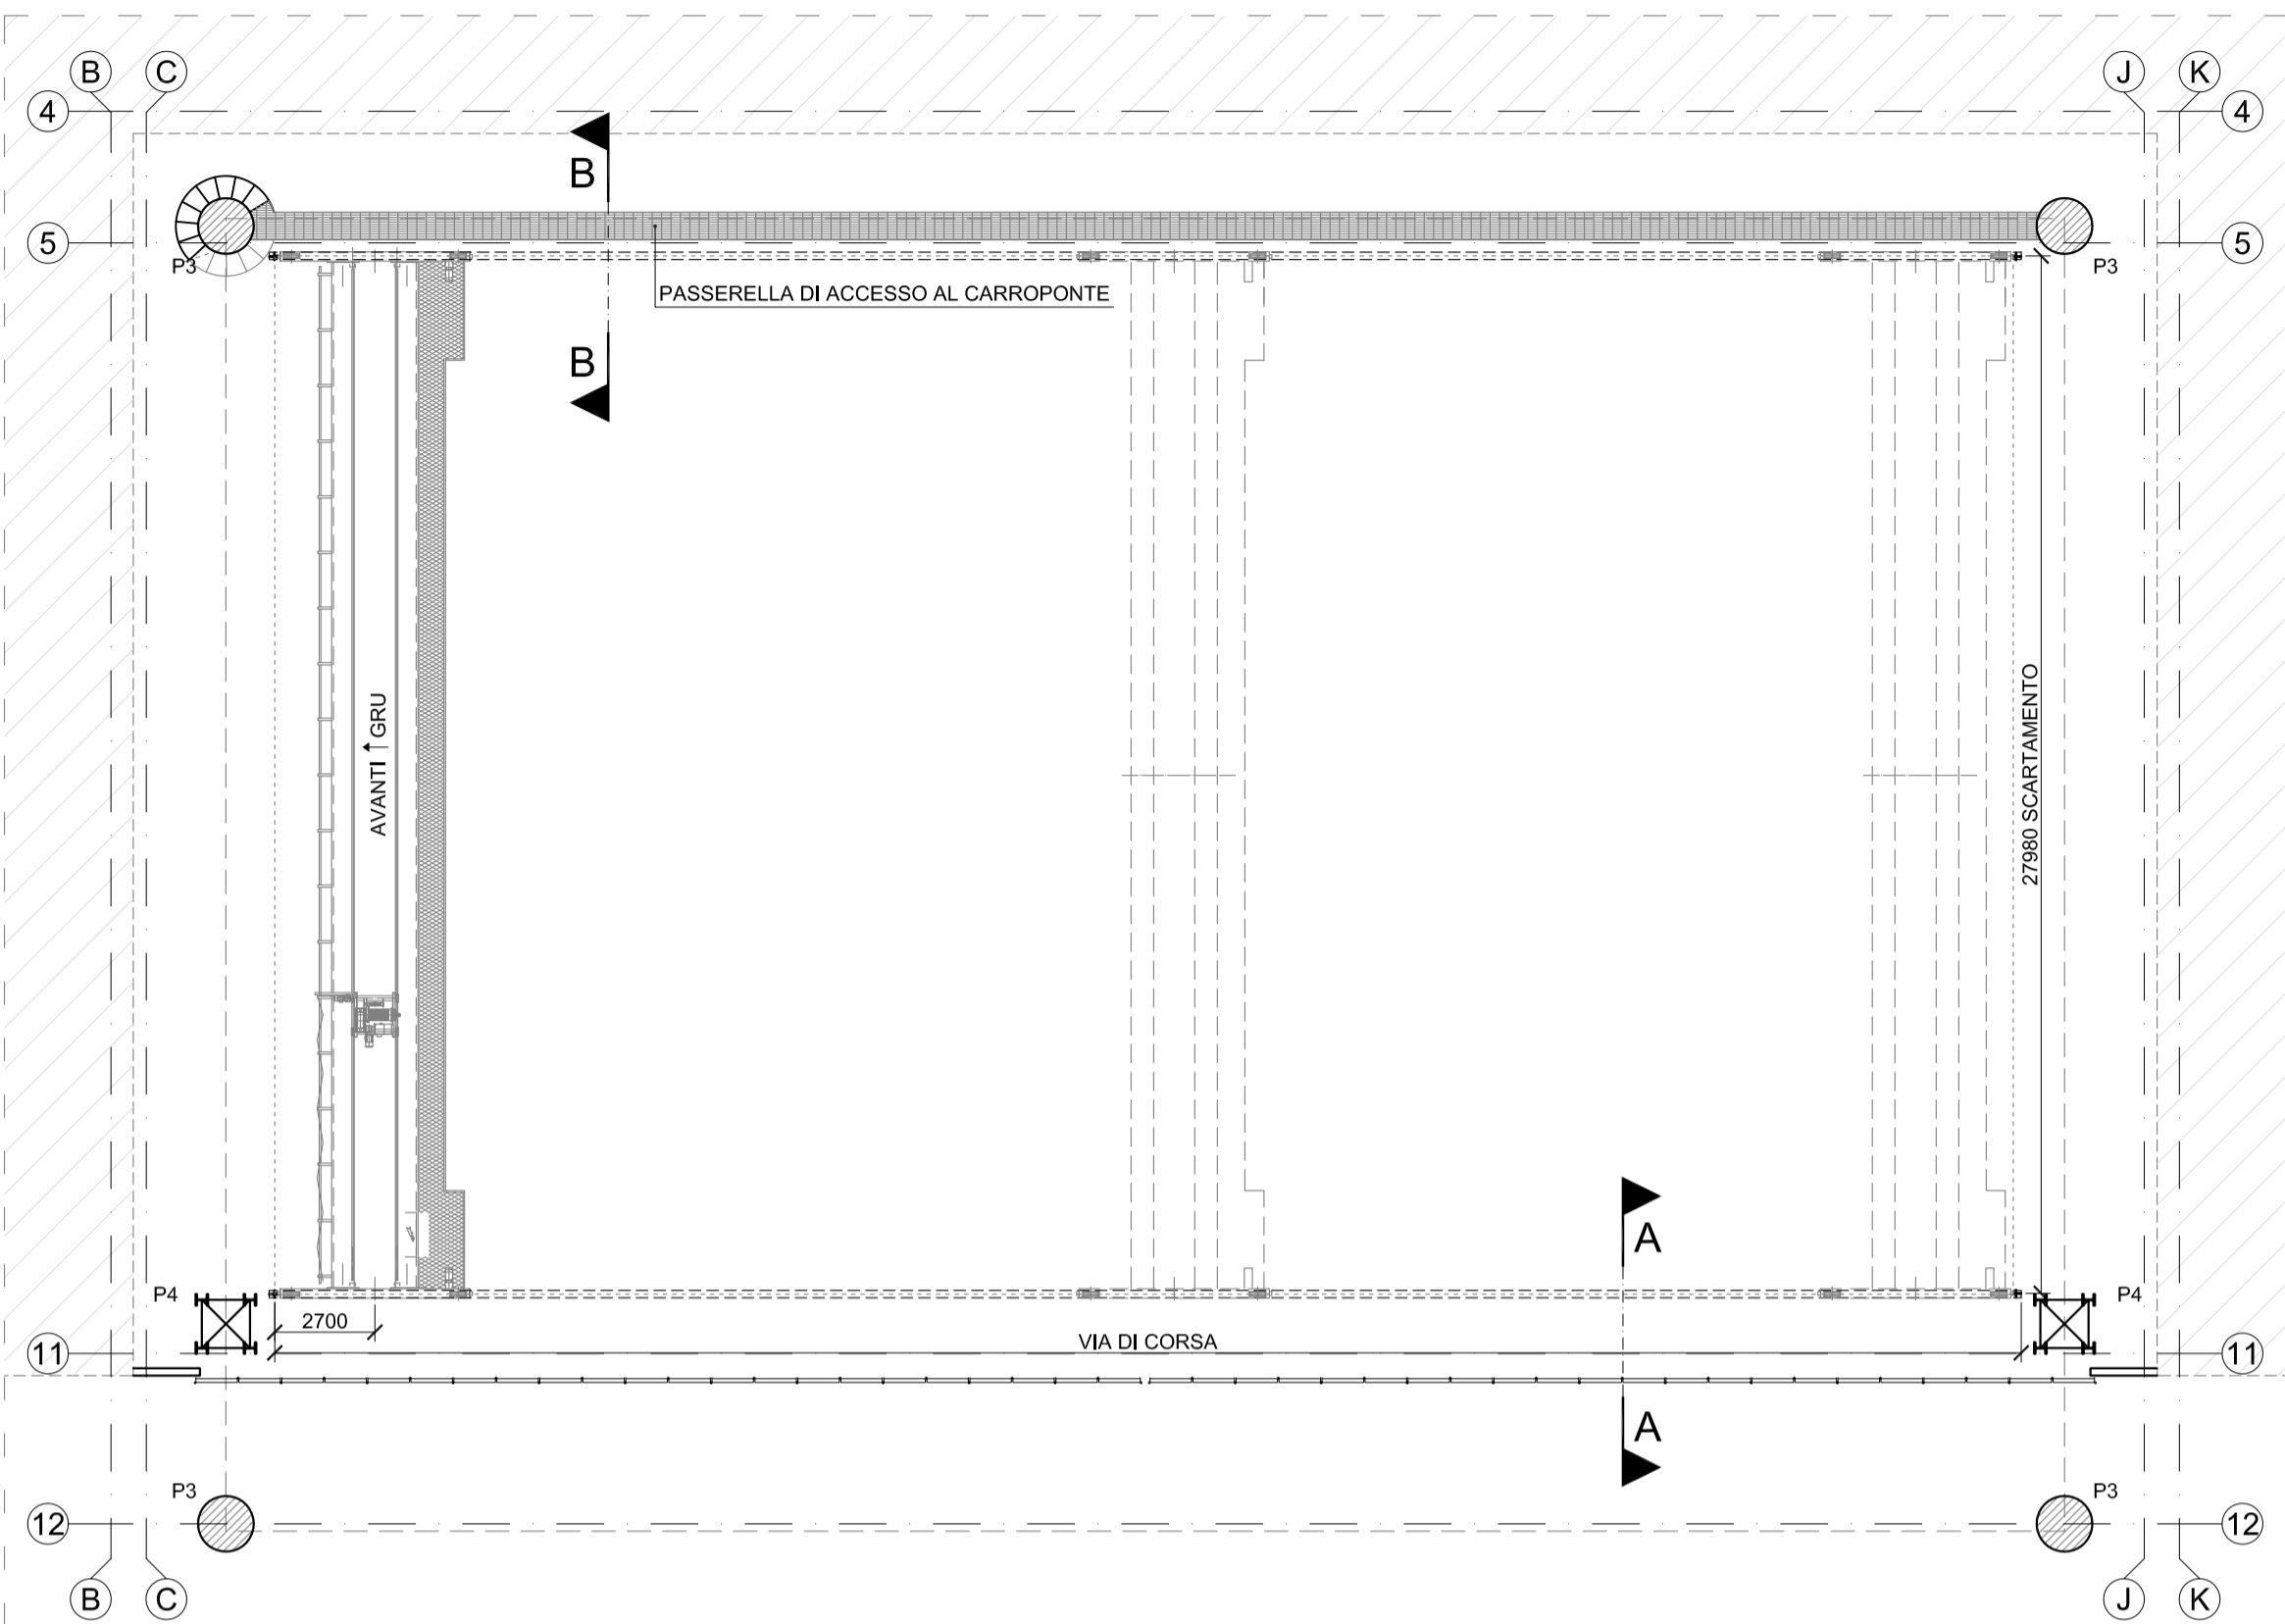 B C J K
4 4
B
5 5
P3 P3
PASSERELLA DI ACCESSO AL CARROPONTE
B
AVANTI GRU
27980 SCARTAMENTO
A
P4 P4
2700
VIA DI CORSA
11 11
A
P3 P3
12 12
B C J K